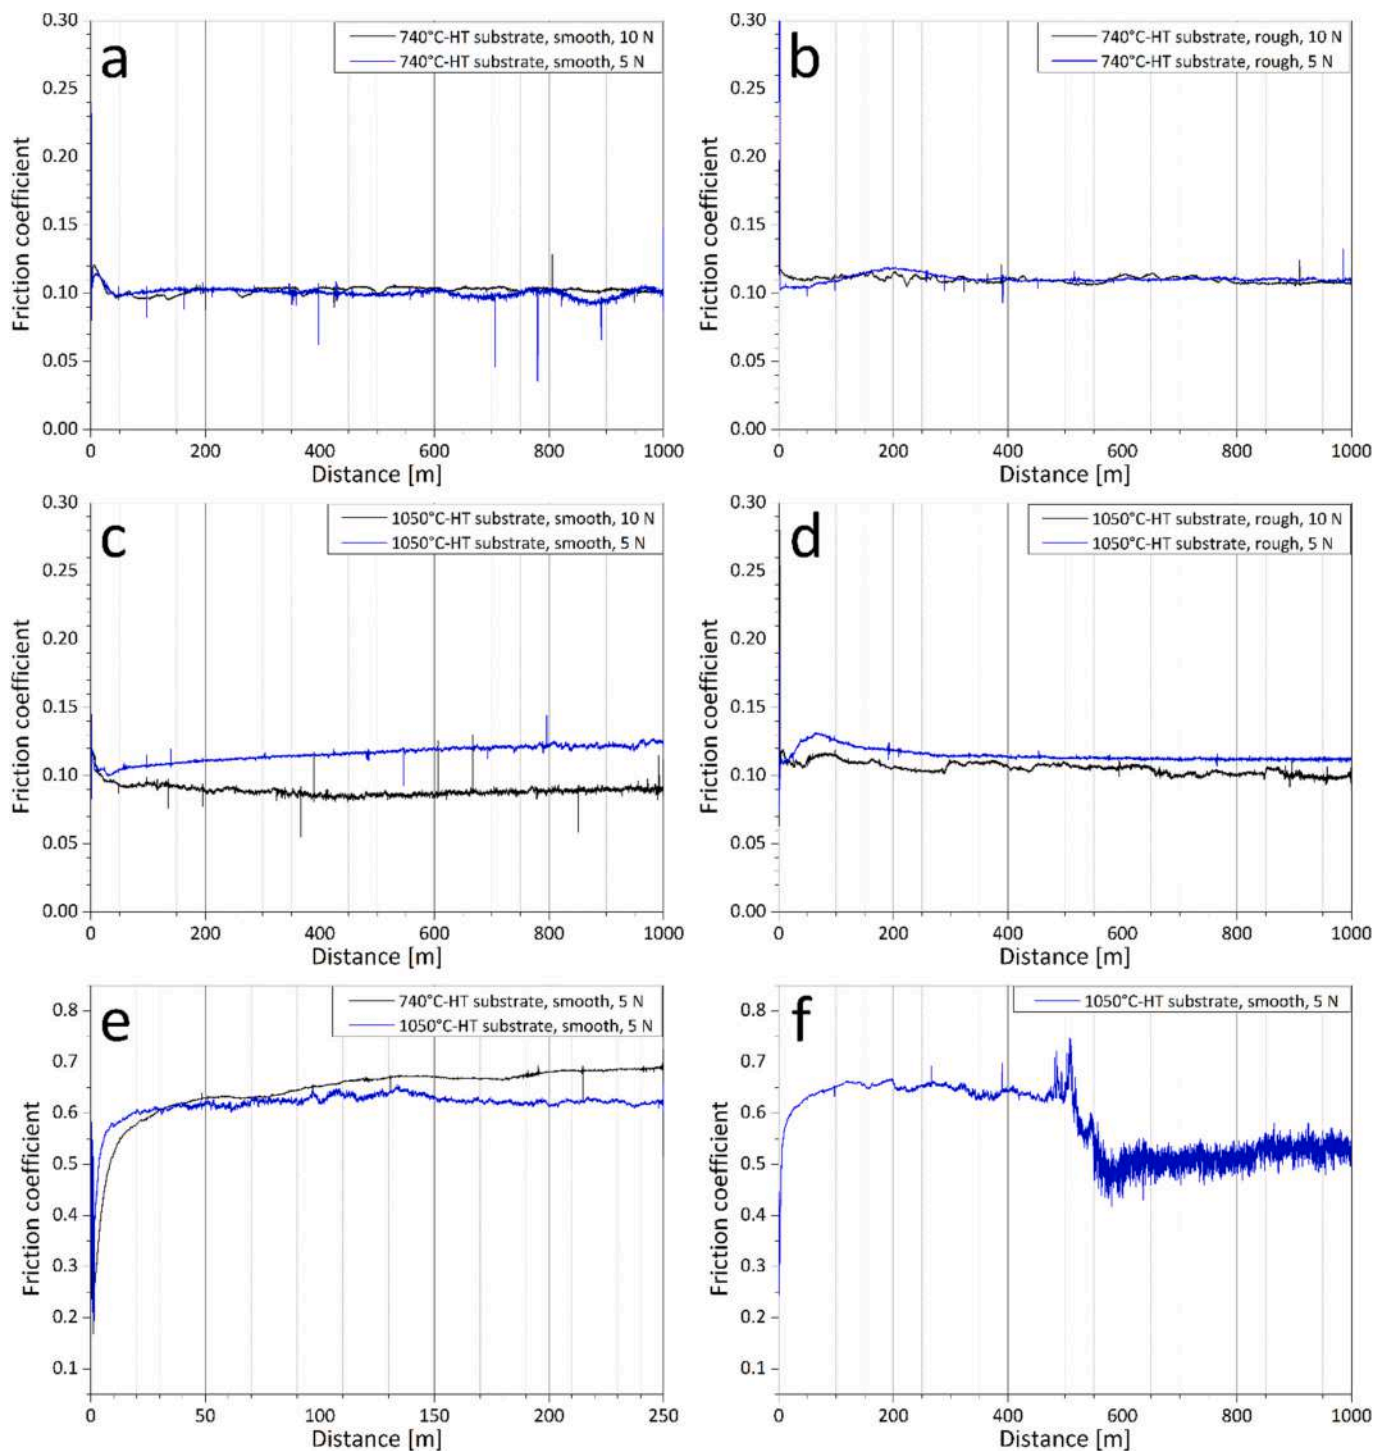 a
740°C-HT substrate, smooth, 10 N
740°C-HT substrate, smooth, 5 N
0.30
0.25
0.20
0.15
0.10
0.05
0.00
Friction coefficient
0 200 400 600 800 1000
Distance [m]
b
740°C-HT substrate, rough, 10 N
740°C-HT substrate, rough, 5 N
0.30
0.25
0.20
0.15
0.10
0.05
0.00
Friction coefficient
0 200 400 600 800 1000
Distance [m]
c
1050°C-HT substrate, smooth, 10 N
1050°C-HT substrate, smooth, 5 N
0.30
0.25
0.20
0.15
0.10
0.05
0.00
Friction coefficient
0 200 400 600 800 1000
Distance [m]
d
1050°C-HT substrate, rough, 10 N
1050°C-HT substrate, rough, 5 N
0.30
0.25
0.20
0.15
0.10
0.05
0.00
Friction coefficient
0 200 400 600 800 1000
Distance [m]
e
740°C-HT substrate, smooth, 5 N
1050°C-HT substrate, smooth, 5 N
0.8
0.7
0.6
0.5
0.4
0.3
0.2
0.1
Friction coefficient
0 50 100 150 200 250
Distance [m]
f
1050°C-HT substrate, smooth, 5 N
0.8
0.7
0.6
0.5
0.4
0.3
0.2
0.1
Friction coefficient
0 200 400 600 800 1000
Distance [m]